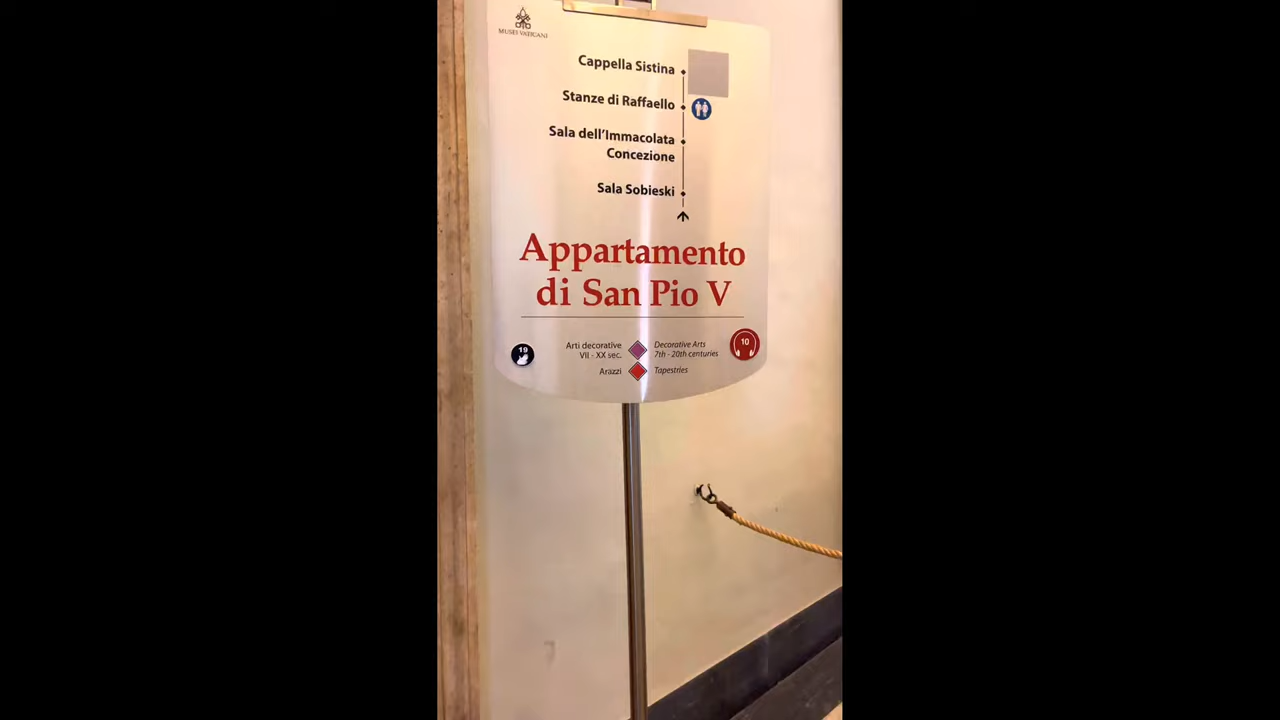 MUSEI VATICANI
Cappella Sistina
Stanze di Raffaello
Sala dell'Immacolata
Concezione
Sala Sobieski
Appartamento
di San Pio V
19
Arti decorative
VII - XX sec.
Decorative Arts
7th - 20th centuries
10
Arazzi
Tapestries